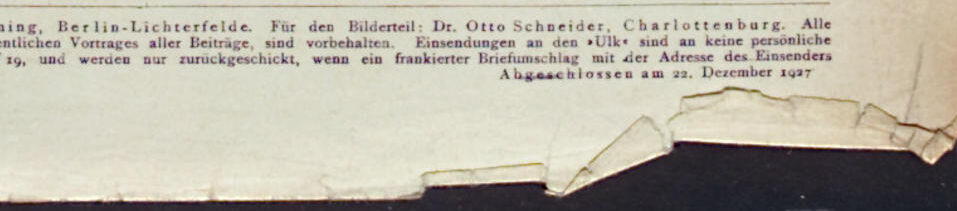 ning, Berlin-Lichterfelde. Für den Bilderteil: Dr. Otto Schneider, Charlottenburg. Alle
entlichen Vortrages aller Beiträge, sind vorbehalten. Einsendungen an den »Ulk« sind an keine persönliche
19, und werden nur zurückgeschickt, wenn ein frankierter Briefumschlag mit der Adresse des Einsenders
Abgeschlossen am 22. Dezember 1927